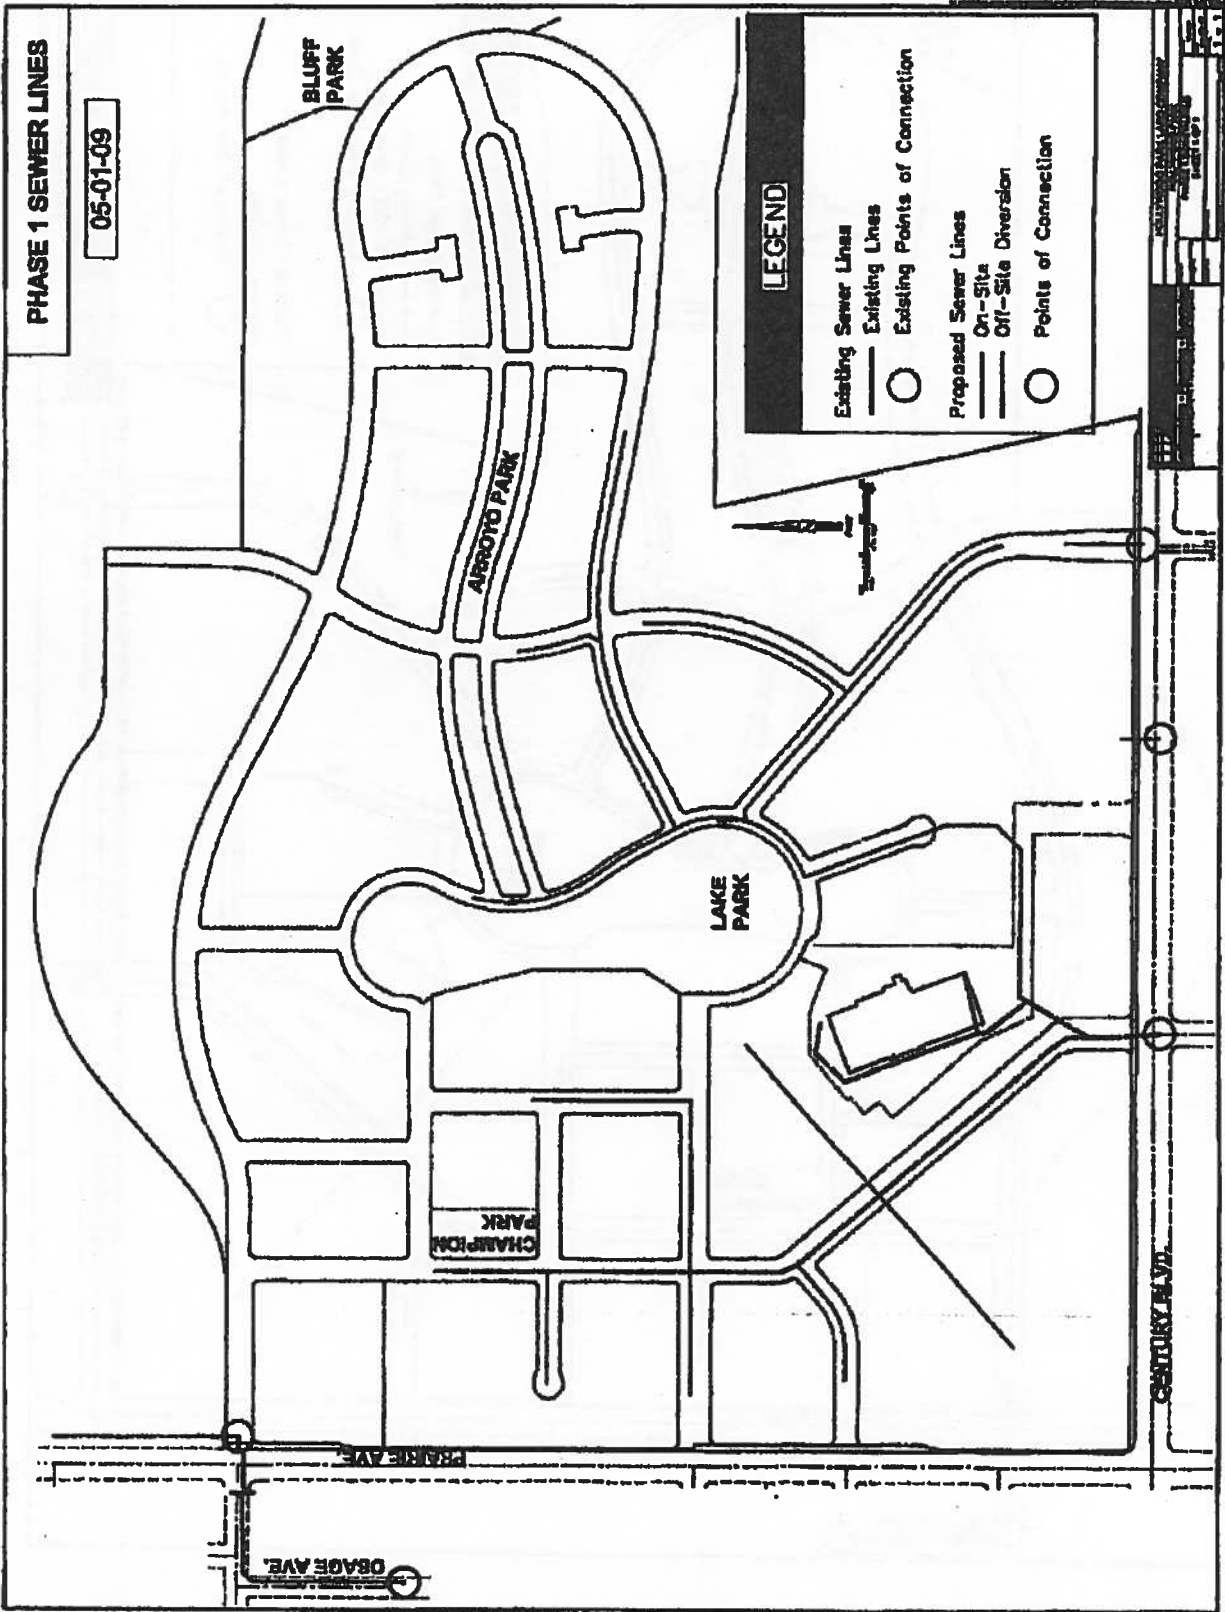 PHASE 1 SEWER LINES
05-01-09
BLUFF
PARK
ARROYO PARK
LAKE
PARK
CHAMPION
PARK
PRAIRIE AVE.
OSAGE AVE.
CENTURY BLVD.
LEGEND
Existing Sewer Lines
Existing Lines
Existing Points of Connection
Proposed Sewer Lines
On-Site
Off-Site Diversion
Points of Connection